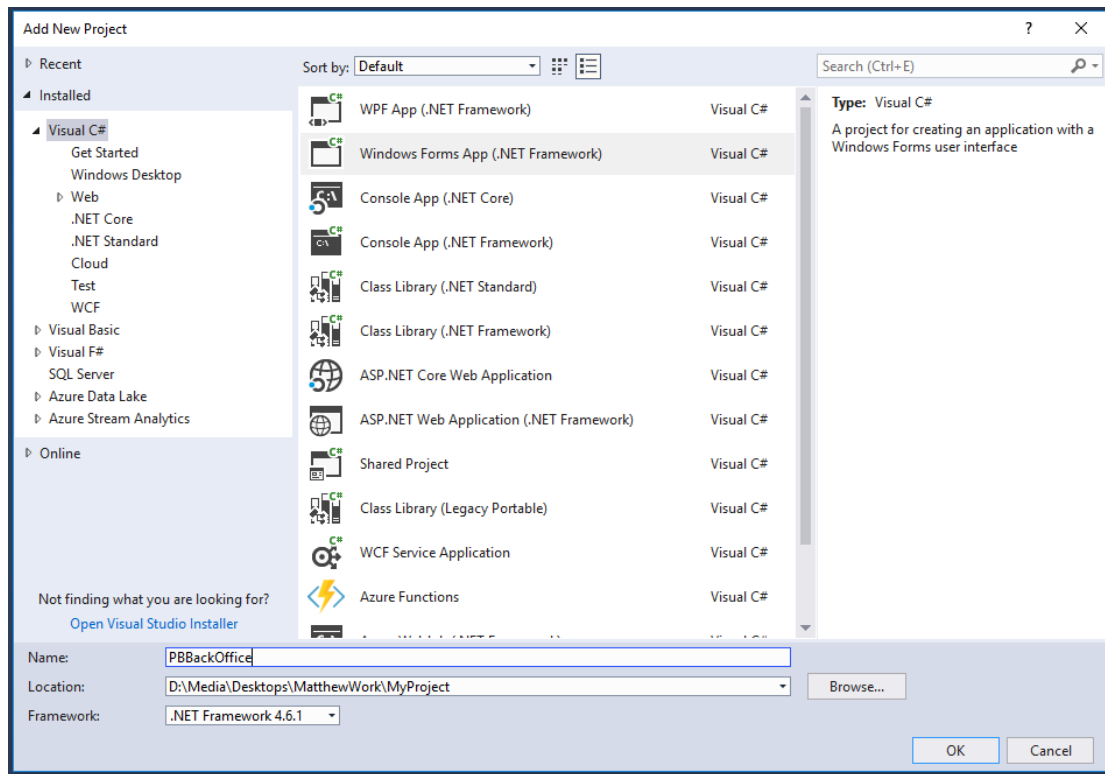 Add New Project
?
Recent
Installed
Visual C#
Get Started
Windows Desktop
Web
.NET Core
.NET Standard
Cloud
Test
WCF
Visual Basic
Visual F#
SQL Server
Azure Data Lake
Azure Stream Analytics
Online
Not finding what you are looking for?
Open Visual Studio Installer
Sort by: Default
WPF App (.NET Framework) Visual C#
Windows Forms App (.NET Framework) Visual C#
Console App (.NET Core) Visual C#
Console App (.NET Framework) Visual C#
Class Library (.NET Standard) Visual C#
Class Library (.NET Framework) Visual C#
ASP.NET Core Web Application Visual C#
ASP.NET Web Application (.NET Framework) Visual C#
Shared Project Visual C#
Class Library (Legacy Portable) Visual C#
WCF Service Application Visual C#
Azure Functions Visual C#
Search (Ctrl+E)
Type: Visual C#
A project for creating an application with a
Windows Forms user interface
Name: PBBackOffice
Location: D:\Media\Desktops\MatthewWork\MyProject
Browse...
Framework: .NET Framework 4.6.1
OK Cancel